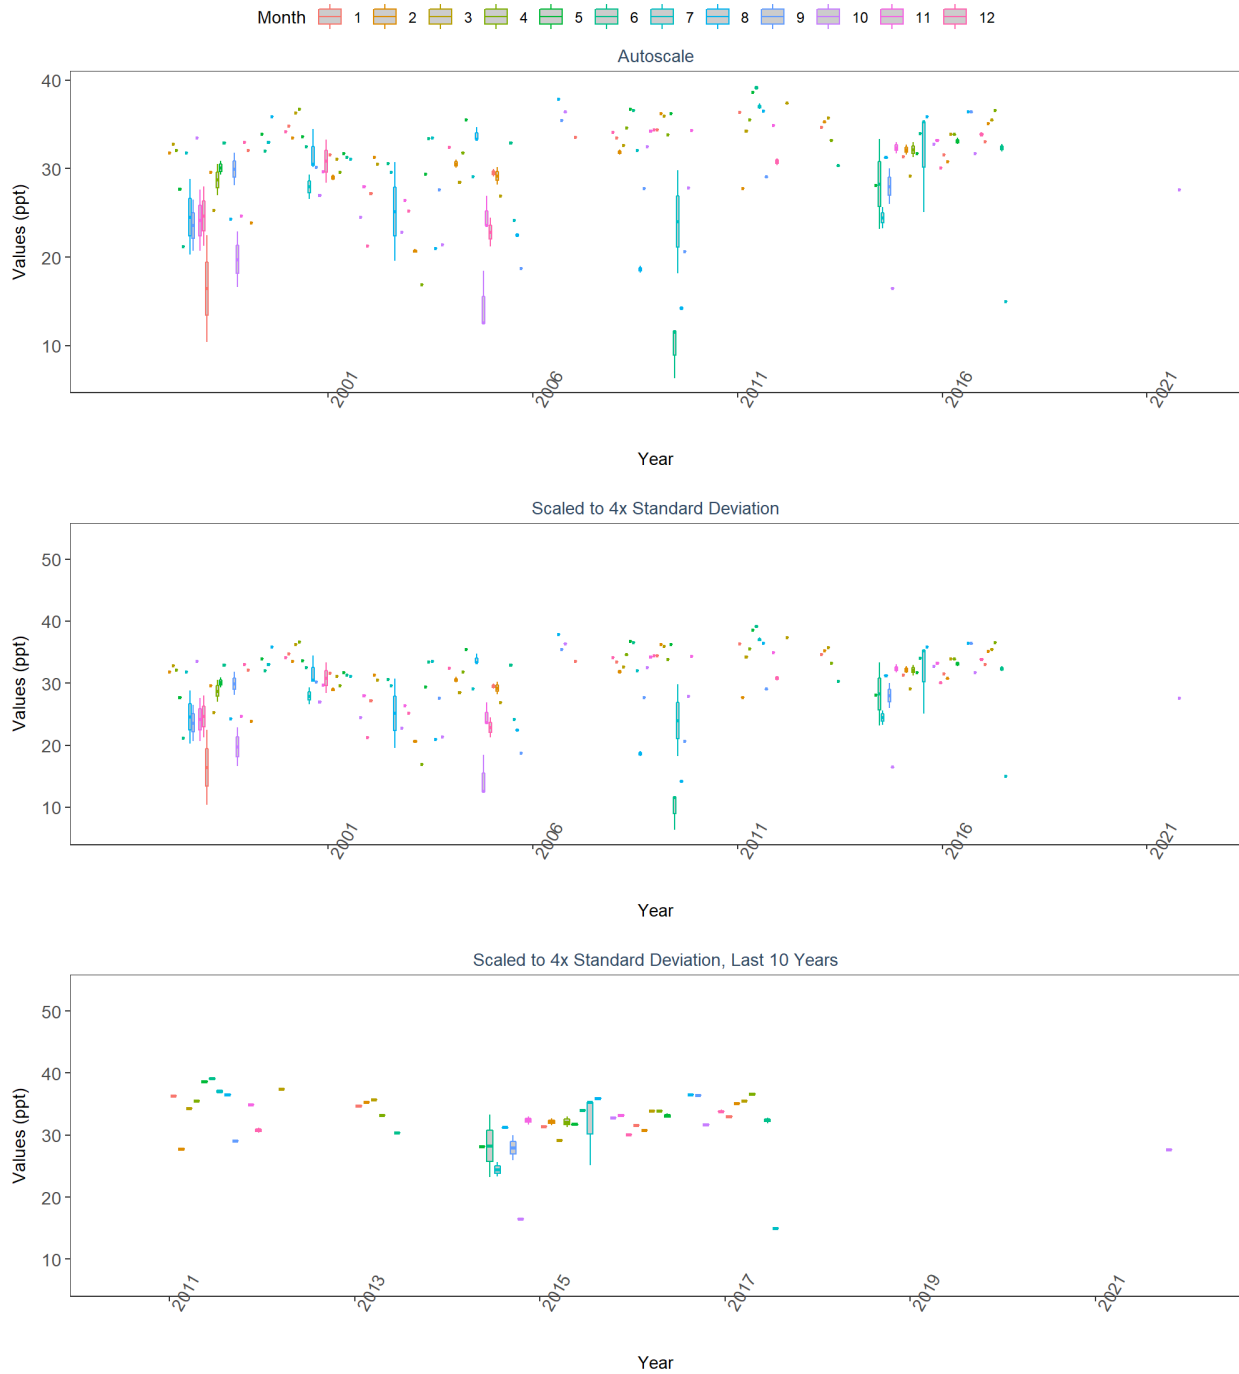 Month 1 2 3 4 5 6 7 8 9 10 11 12
Autoscale
Values (ppt)
40
30
20
10
2001 2006 2011 2016 2021
Year
Scaled to 4x Standard Deviation
Values (ppt)
50
40
30
20
10
2001 2006 2011 2016 2021
Year
Scaled to 4x Standard Deviation, Last 10 Years
Values (ppt)
50
40
30
20
10
2011 2013 2015 2017 2019 2021
Year